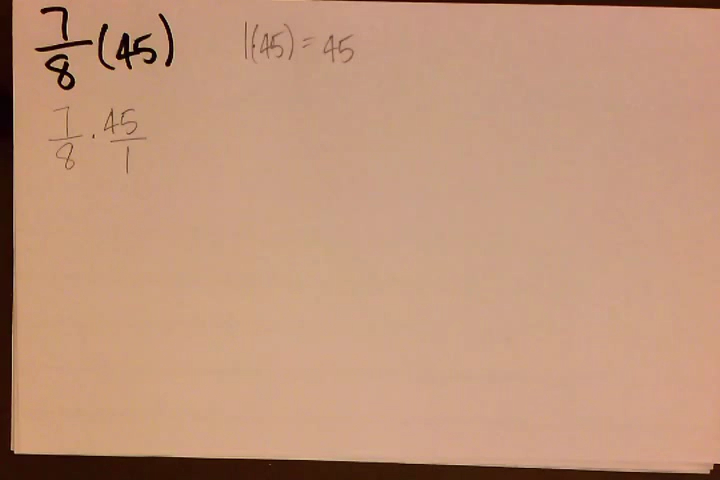 7/8 (45) 1(45) = 45
7/8 · 45/1